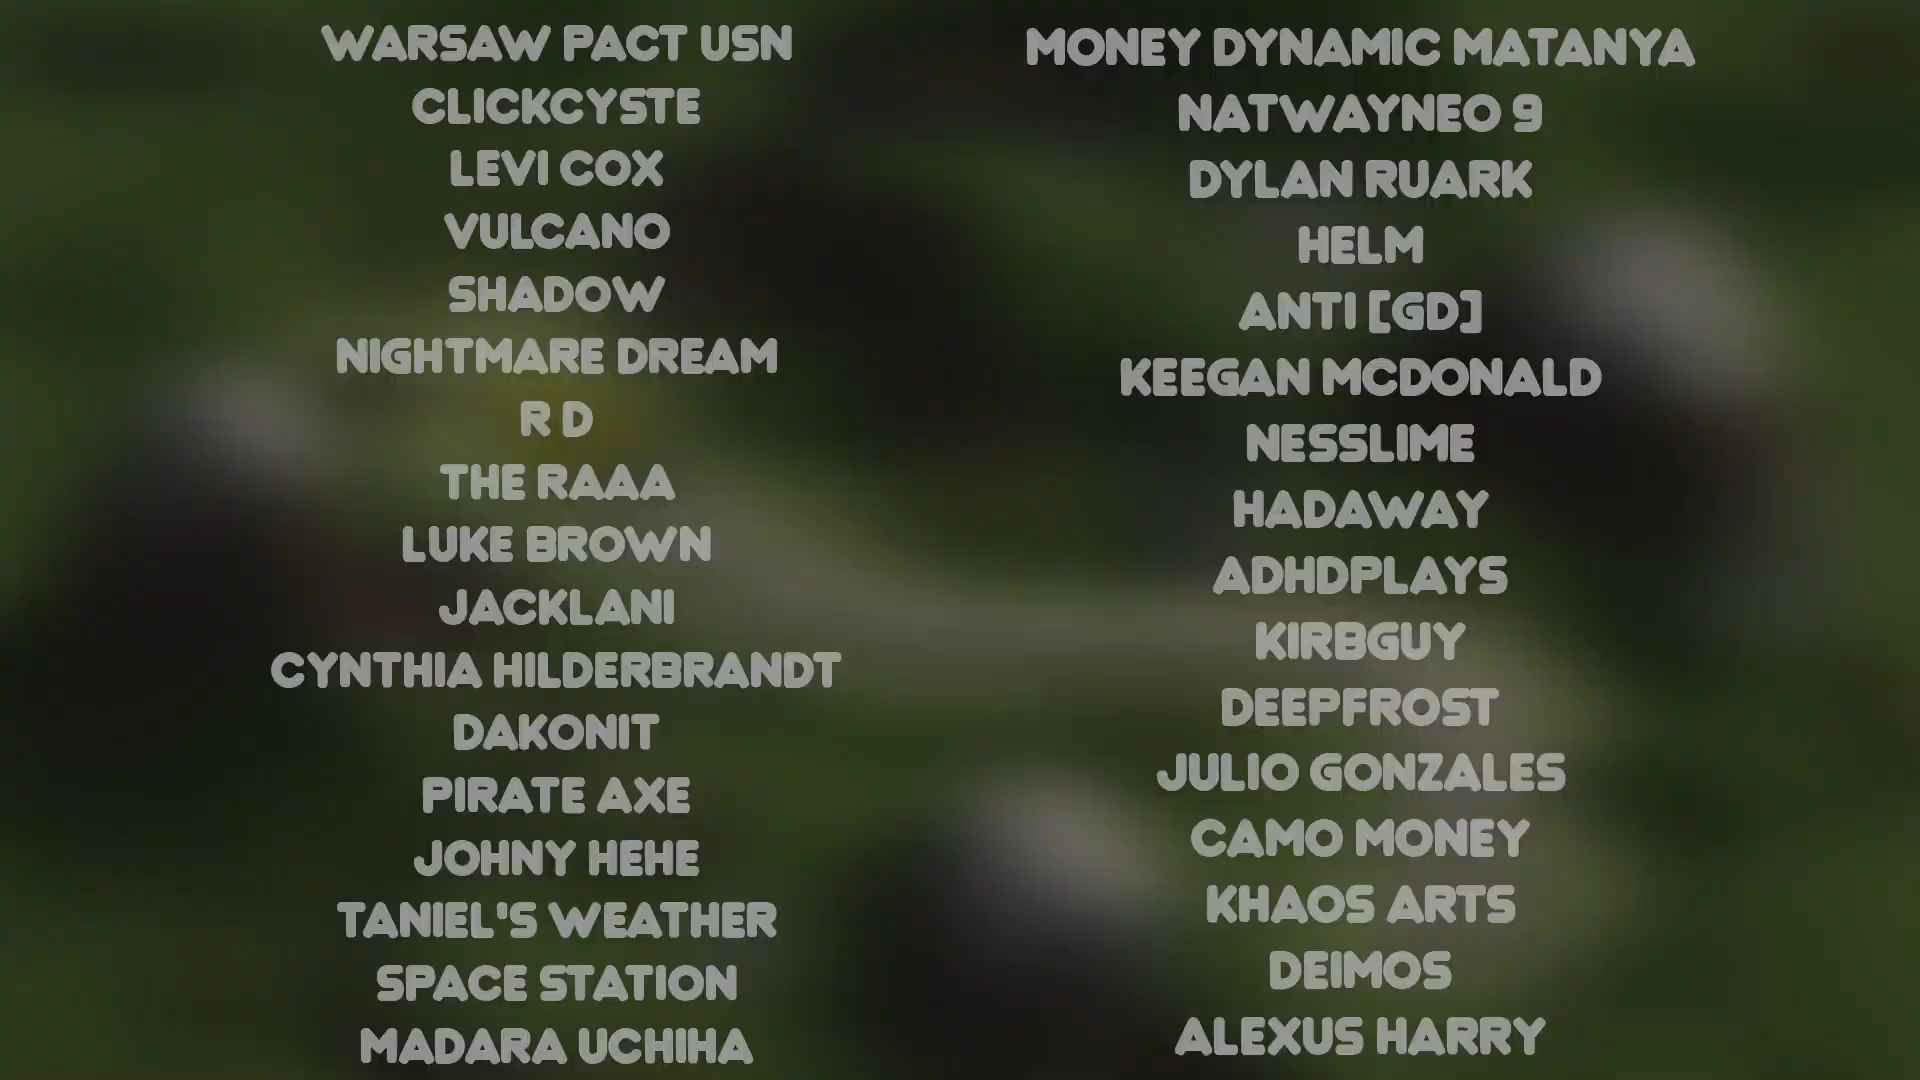 WARSAW PACT USN
CLICKCYSTE
LEVI COX
VULCANO
SHADOW
NIGHTMARE DREAM
R D
THE RAAA
LUKE BROWN
JACKLANI
CYNTHIA HILDERBRANDT
DAKONIT
PIRATE AXE
JOHNY HEHE
TANIEL'S WEATHER
SPACE STATION
MADARA UCHIHA
MONEY DYNAMIC MATANYA
NATWAYNEO 9
DYLAN RUARK
HELM
ANTI [GD]
KEEGAN MCDONALD
NESSLIME
HADAWAY
ADHDPLAYS
KIRBGUY
DEEPFROST
JULIO GONZALES
CAMO MONEY
KHAOS ARTS
DEIMOS
ALEXUS HARRY